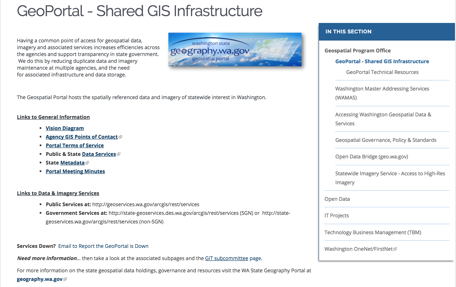 GeoPortal - Shared GIS Infrastructure
Having a common point of access for geospatial data,
imagery and associated services increases efficiencies across
the agencies and support transparency in state government.
We do this by reducing duplicate data and imagery
maintenance at multiple agencies, and the need
for associated infrastructure and data storage.
washington state
geography.wa.gov
geospatial portal
The Geospatial Portal hosts the spatially referenced data and imagery of statewide interest in Washington.
Links to General Information
• Vision Diagram
• Agency GIS Points of Contact
• Portal Terms of Service
• Public & State Data Services
• State Metadata
• Portal Meeting Minutes
Links to Data & Imagery Services
• Public Services at: http://geoservices.wa.gov/arcgis/rest/services
• Government Services at: http://state-geoservices.des.wa.gov/arcgis/rest/services (SGN) or http://state-
geoservices.wa.gov/arcgis/rest/services (non-SGN)
Services Down? Email to Report the GeoPortal is Down
Need more information... then take a look at the associated subpages and the GIT subcommittee page.
For more information on the state geospatial data holdings, governance and resources visit the WA State Geography Portal at
geography.wa.gov
IN THIS SECTION
Geospatial Program Office
GeoPortal - Shared GIS Infrastructure
GeoPortal Technical Resources
Washington Master Addressing Services
(WAMAS)
Accessing Washington Geospatial Data &
Services
Geospatial Governance, Policy & Standards
Open Data Bridge (geo.wa.gov)
Statewide Imagery Service - Access to High-Res
Imagery
Open Data
IT Projects
Technology Business Management (TBM)
Washington OneNet/FirstNet